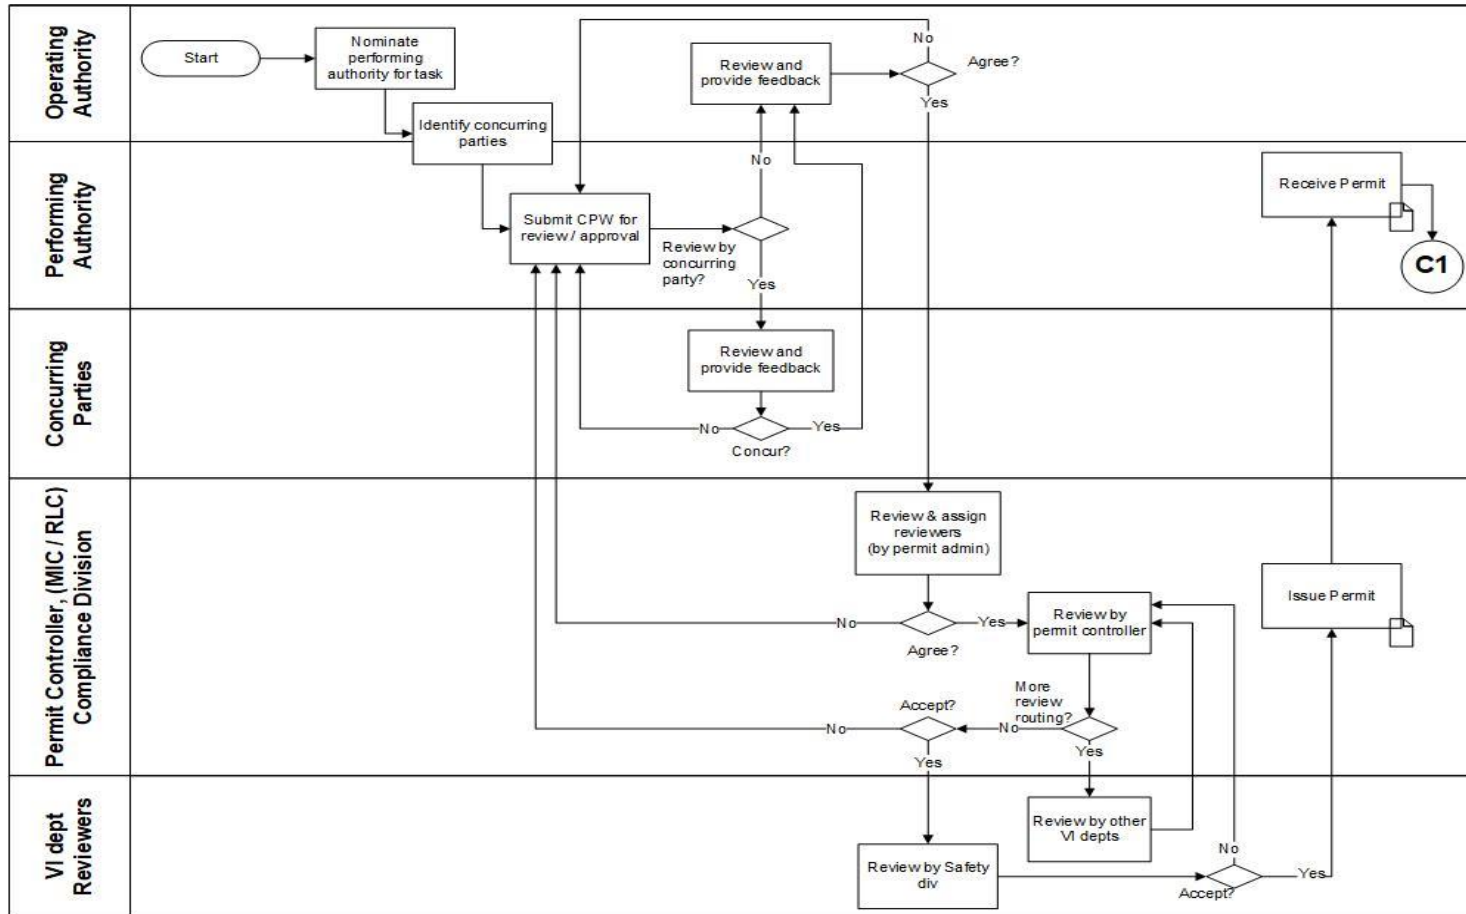 Operating
Authority
Start
Nominate
performing
authority for task
Identify concurring
parties
Review and
provide feedback
No
Agree?
Yes
Performing
Authority
Submit CPW for
review / approval
Review by
concurring
party?
No
Yes
Receive Permit
C1
Concurring
Parties
Review and
provide feedback
No
Yes
Concur?
Permit Controller, (MIC / RLC)
Compliance Division
Review & assign
reviewers
(by permit admin)
No
Yes
Agree?
Review by
permit controller
Issue Permit
More
review
routing?
Accept?
No
No
Yes
Yes
VI dept
Reviewers
Review by other
VI depts
Review by Safety
div
No
Yes
Accept?